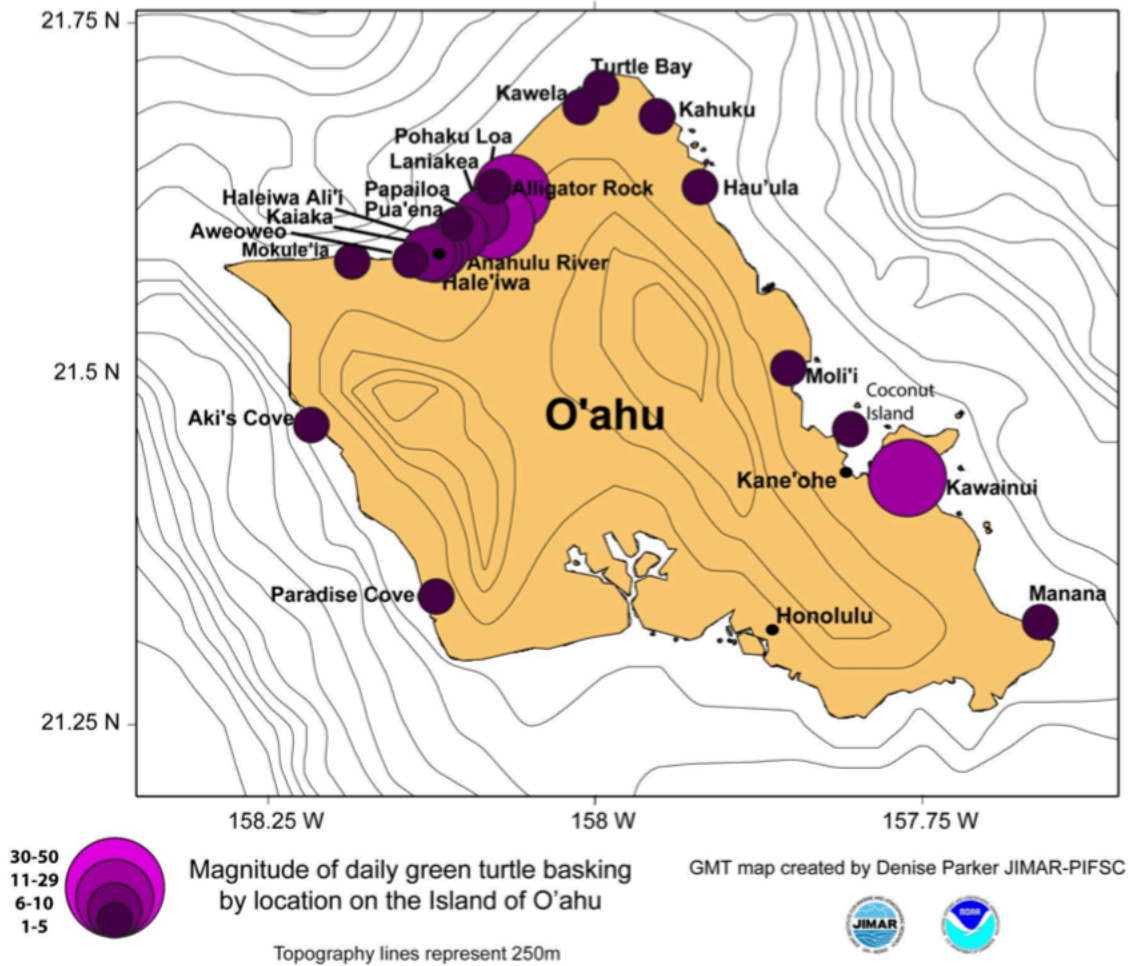 21.75 N
Turtle Bay
Kawela
Kahuku
Pohaku Loa
Laniakea
Alligator Rock
Hau'ula
Papailoa
Haleiwa Ali'i
Pua'ena
Kaiaka
Aweoweo
Mokule'ia
Anahulu River
Hale'iwa
21.5 N
Moli'i
Coconut
Island
Aki's Cove
O'ahu
Kane'ohe
Kawainui
Paradise Cove
Manana
Honolulu
21.25 N
158.25 W
158 W
157.75 W
30-50
11-29
6-10
1-5
Magnitude of daily green turtle basking
by location on the Island of O'ahu
Topography lines represent 250m
GMT map created by Denise Parker JIMAR-PIFSC
JIMAR
NOAA